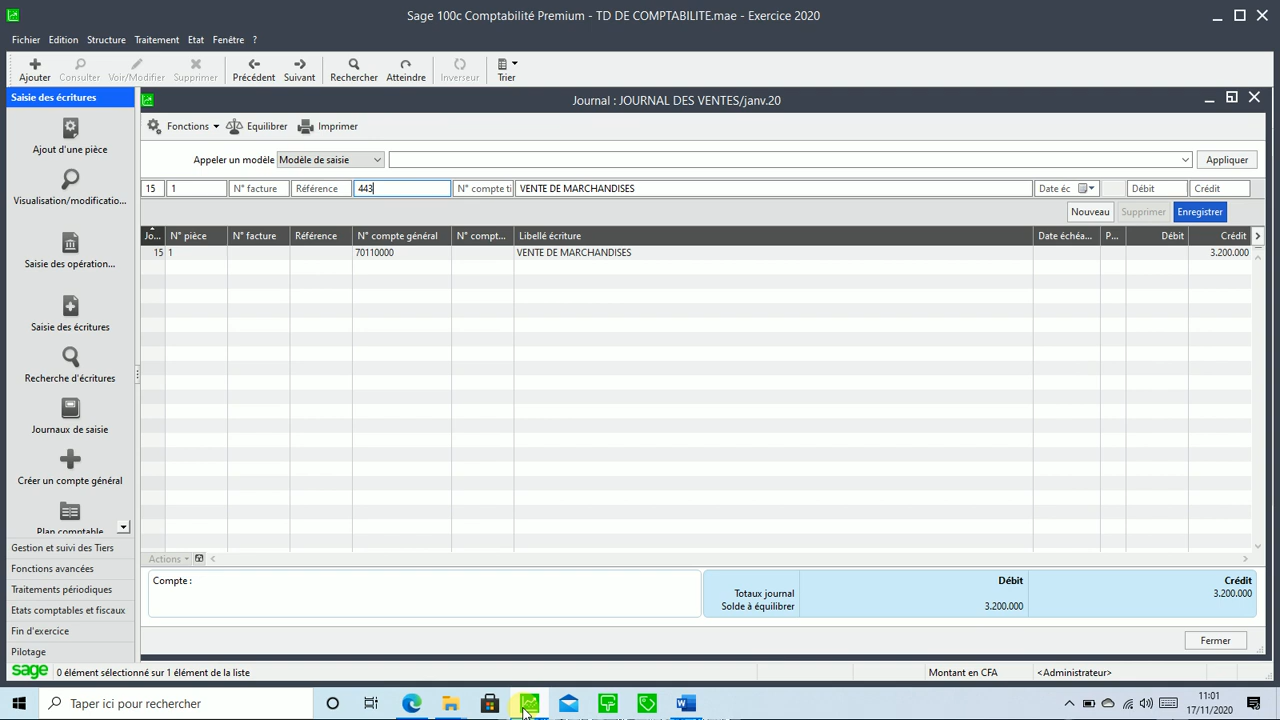 Sage 100c Comptabilité Premium - TD DE COMPTABILITE.mae - Exercice 2020
Fichier Edition Structure Traitement Etat Fenêtre ?
Ajouter Consulter Voir/Modifier Supprimer Précédent Suivant Rechercher Atteindre Inverseur Trier
Saisie des écritures
Journal : JOURNAL DES VENTES/janv.20
Fonctions Equilibrer Imprimer
Ajout d'une pièce
Appeler un modèle Modèle de saisie Appliquer
15 1 N° facture Référence 443 N° compte ti VENTE DE MARCHANDISES Date éc Débit Crédit
Visualisation/modificatio...
Nouveau Supprimer Enregistrer
Jo... N° pièce N° facture Référence N° compte général N° compt... Libellé écriture Date échéa... P... Débit Crédit
15 1 70110000 VENTE DE MARCHANDISES 3.200.000
Saisie des opération...
Saisie des écritures
Recherche d'écritures
Journaux de saisie
Créer un compte général
Plan comptable
Gestion et suivi des Tiers
Fonctions avancées
Traitements périodiques
Etats comptables et fiscaux
Fin d'exercice
Pilotage
Actions
Compte :
Débit Crédit
Totaux journal 3.200.000
Solde à équilibrer 3.200.000
Fermer
sage 0 élément sélectionné sur 1 élément de la liste Montant en CFA <Administrateur>
Taper ici pour rechercher
11:01
17/11/2020